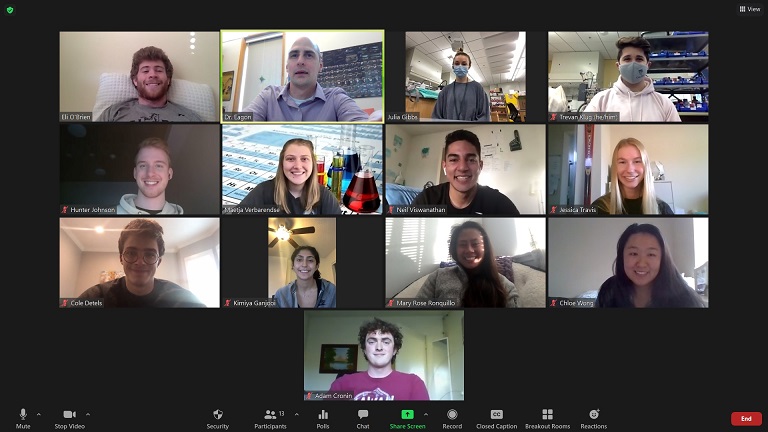 View
Eli O'Brien
Dr. Eagon
Julia Gibbs
Trevan Klug (he/him)
Hunter Johnson
Maetja Verbarendse
Neil Viswanathan
Jessica Travis
Cole Detels
Kimiya Ganjooi
Mary Rose Ronquillo
Chloe Wong
Adam Cronin
Mute
Stop Video
Security
Participants
13
Polls
Chat
Share Screen
Record
CC
Closed Caption
Breakout Rooms
Reactions
End